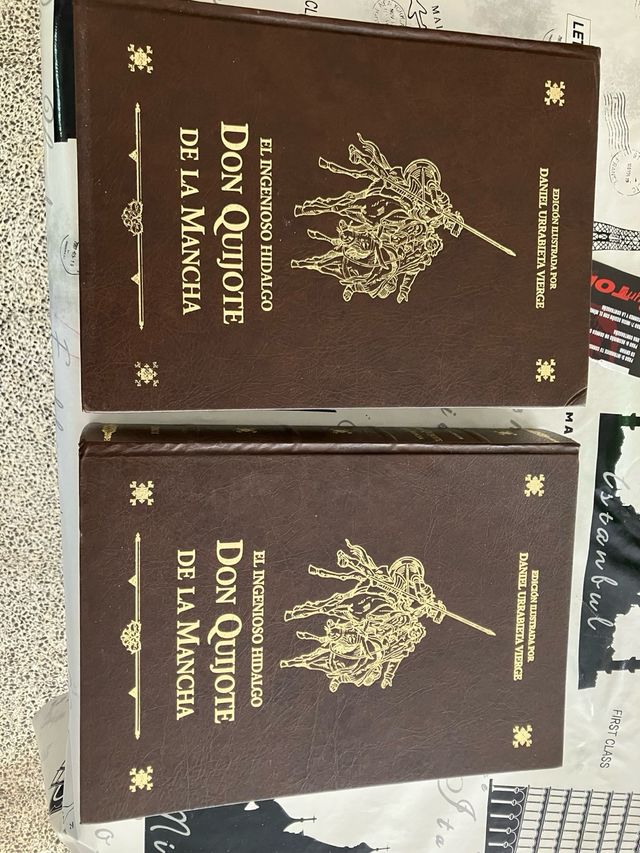 EL INGENIOSO HIDALGO
DON QUIJOTE
DE LA MANCHA
EDICIÓN ILUSTRADA POR
DANIEL URRABIETA VIERGE
EL INGENIOSO HIDALGO
DON QUIJOTE
DE LA MANCHA
EDICIÓN ILUSTRADA POR
DANIEL URRABIETA VIERGE
Istanbul
FIRST CLASS